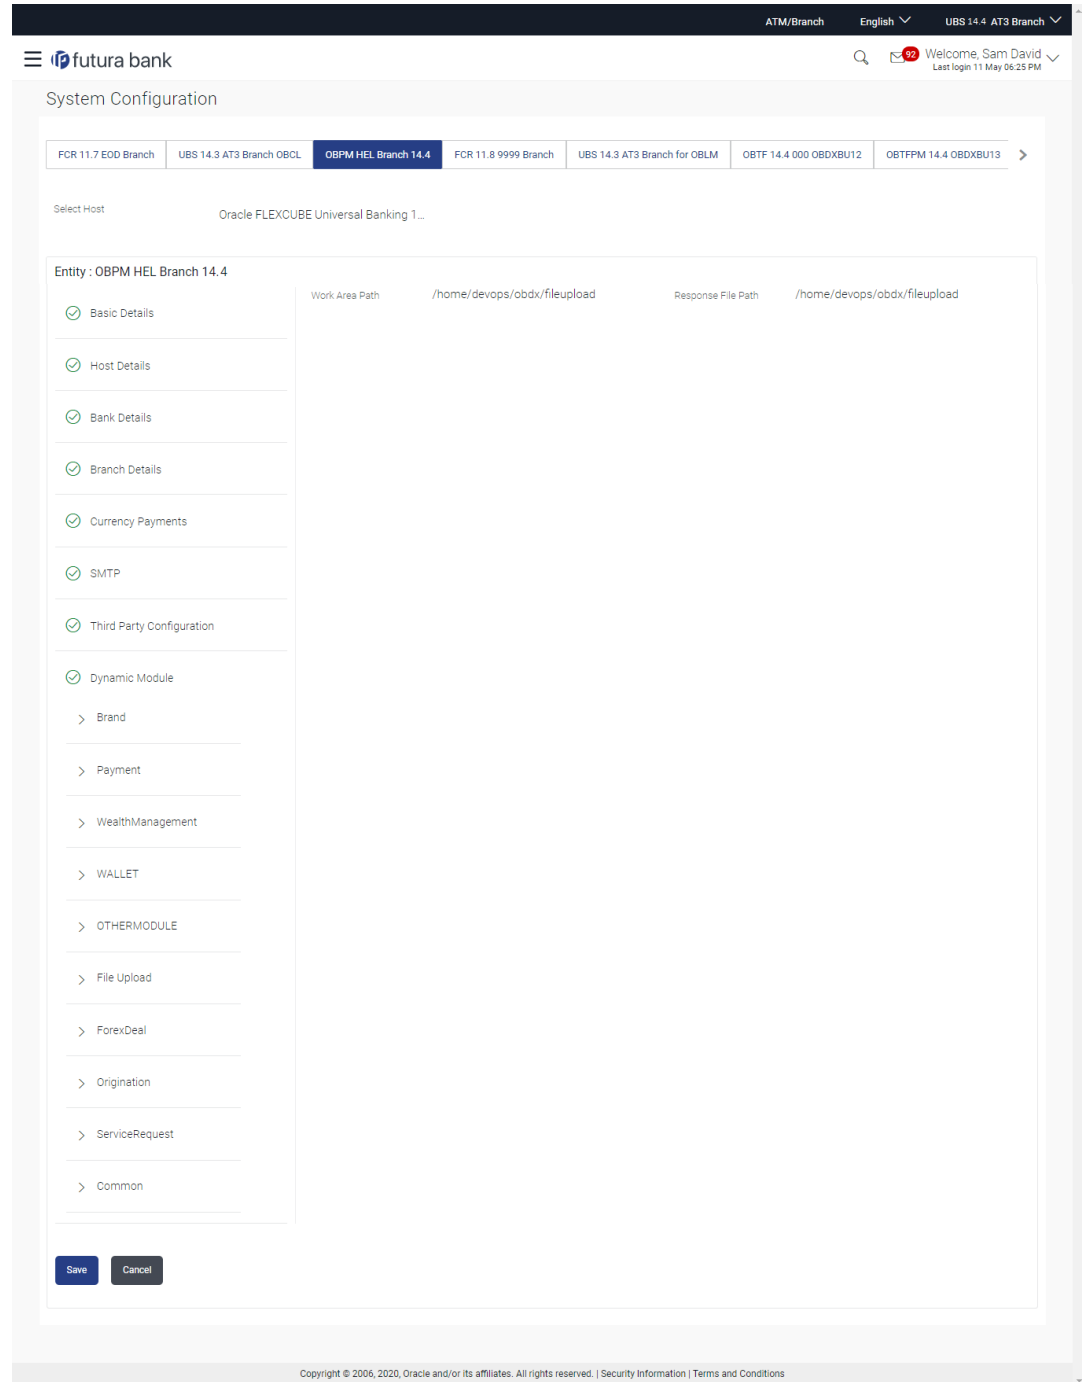 ATM/Branch English UBS 14.4 AT3 Branch
futura bank 92 Welcome, Sam David
Last login 11 May 06:25 PM
System Configuration
FCR 11.7 EOD Branch UBS 14.3 AT3 Branch OBCL OBPM HEL Branch 14.4 FCR 11.8 9999 Branch UBS 14.3 AT3 Branch for OBLM OBTF 14.4 000 OBDXBU12 OBTFPM 14.4 OBDXBU13
Select Host Oracle FLEXCUBE Universal Banking 1...
Entity : OBPM HEL Branch 14.4
Work Area Path /home/devops/obdx/fileupload Response File Path /home/devops/obdx/fileupload
Basic Details
Host Details
Bank Details
Branch Details
Currency Payments
SMTP
Third Party Configuration
Dynamic Module
Brand
Payment
WealthManagement
WALLET
OTHERMODULE
File Upload
ForexDeal
Origination
ServiceRequest
Common
Save Cancel
Copyright © 2006, 2020, Oracle and/or its affiliates. All rights reserved. | Security Information | Terms and Conditions